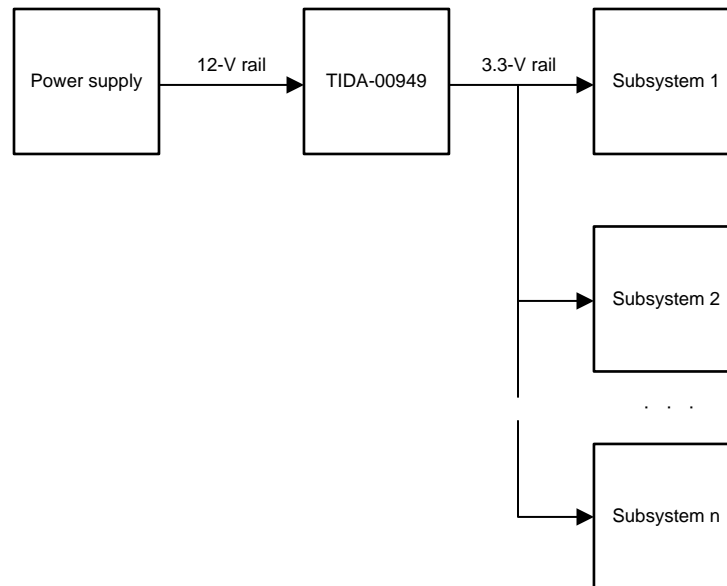 Power supply
12-V rail
TIDA-00949
3.3-V rail
Subsystem 1
Subsystem 2
. . .
Subsystem n